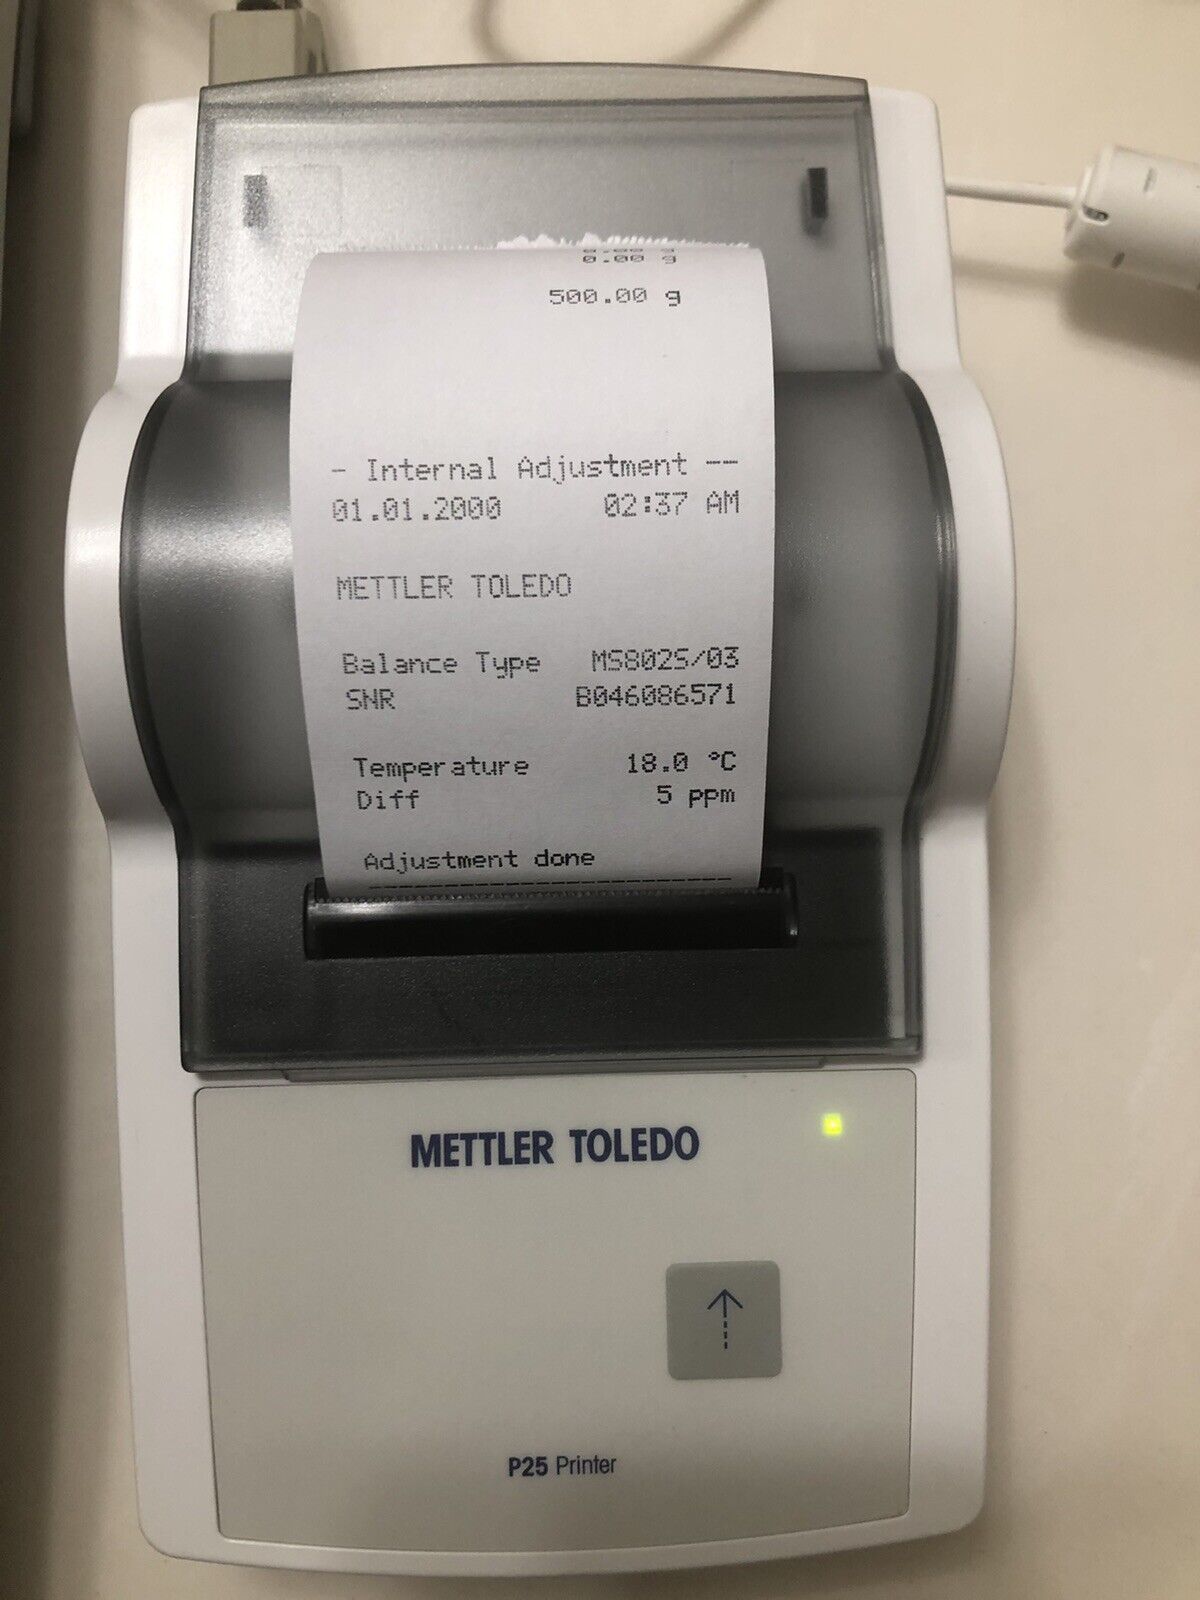 0.00 g
500.00 g
- Internal Adjustment --
01.01.2000 02:37 AM
METTLER TOLEDO
Balance Type MS802S/03
SNR B046086571
Temperature 18.0 °C
Diff 5 ppm
Adjustment done
------------------------
METTLER TOLEDO
P25 Printer